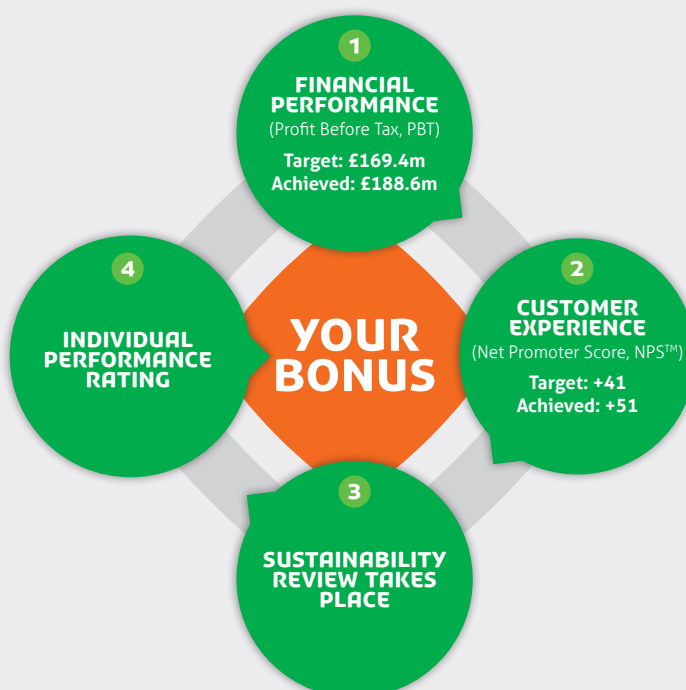 1
FINANCIAL
PERFORMANCE
(Profit Before Tax, PBT)
Target: £169.4m
Achieved: £188.6m
2
CUSTOMER
EXPERIENCE
(Net Promoter Score, NPS™)
Target: +41
Achieved: +51
3
SUSTAINABILITY
REVIEW TAKES
PLACE
4
INDIVIDUAL
PERFORMANCE
RATING
YOUR
BONUS